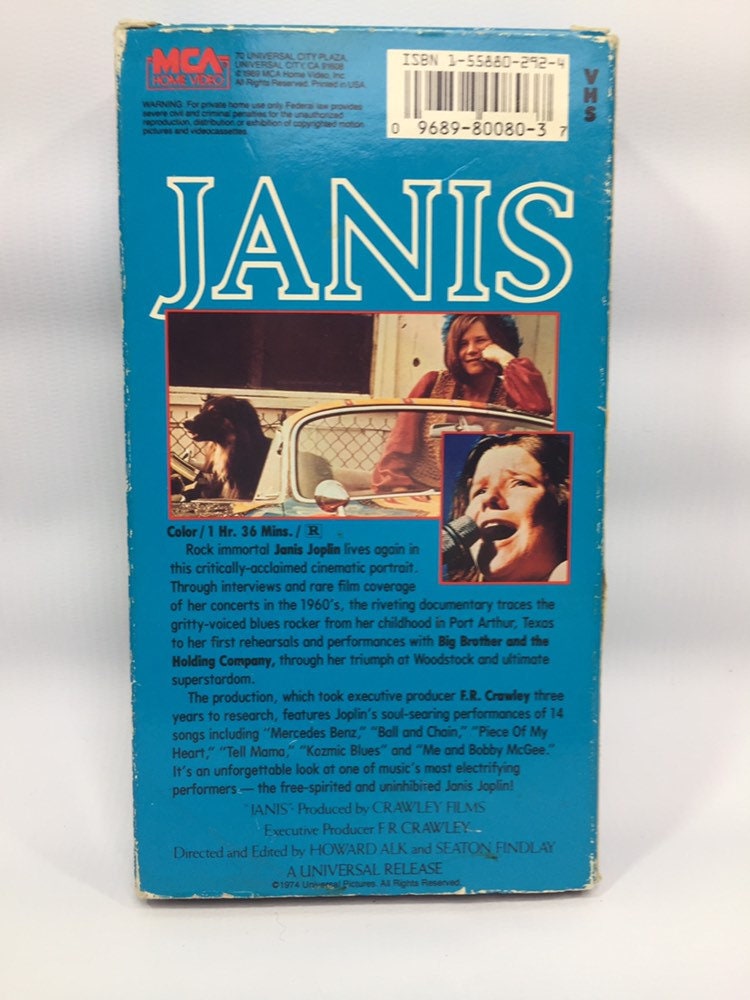 MCA
HOME VIDEO
70 UNIVERSAL CITY PLAZA,
UNIVERSAL CITY, CA 91608
© 1989 MCA Home Video, Inc.
All Rights Reserved. Printed in USA.
WARNING: For private home use only. Federal law provides
severe civil and criminal penalties for the unauthorized
reproduction, distribution or exhibition of copyrighted motion
pictures and videocassettes.
ISBN 1-55880-292-4
0 9689-80080-3 7
VHS
JANIS
Color/1 Hr. 36 Mins./ R
Rock immortal Janis Joplin lives again in
this critically-acclaimed cinematic portrait.
Through interviews and rare film coverage
of her concerts in the 1960's, the riveting documentary traces the
gritty-voiced blues rocker from her childhood in Port Arthur, Texas
to her first rehearsals and performances with Big Brother and the
Holding Company, through her triumph at Woodstock and ultimate
superstardom.
The production, which took executive producer F.R. Crawley three
years to research, features Joplin's soul-searing performances of 14
songs including "Mercedes Benz," "Ball and Chain," "Piece Of My
Heart," "Tell Mama," "Kozmic Blues" and "Me and Bobby McGee."
It's an unforgettable look at one of music's most electrifying
performers — the free-spirited and uninhibited Janis Joplin!
"JANIS" Produced by CRAWLEY FILMS
Executive Producer F.R. CRAWLEY
Directed and Edited by HOWARD ALK and SEATON FINDLAY
A UNIVERSAL RELEASE
©1974 Universal Pictures. All Rights Reserved.